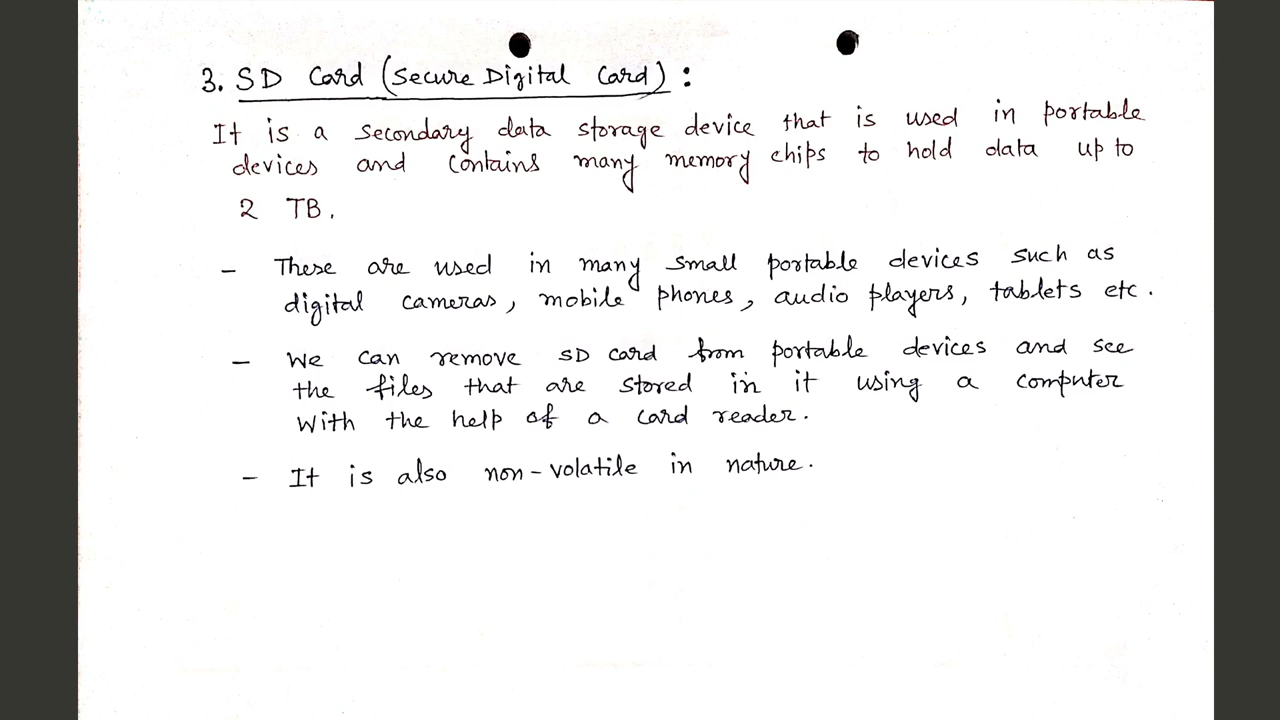 3. SD Card (Secure Digital Card) :
It is a secondary data storage device that is used in portable
devices and contains many memory chips to hold data up to
2 TB.
- These are used in many small portable devices such as
digital cameras, mobile phones, audio players, tablets etc.
- We can remove SD card from portable devices and see
the files that are stored in it using a computer
with the help of a card reader.
- It is also non-volatile in nature.